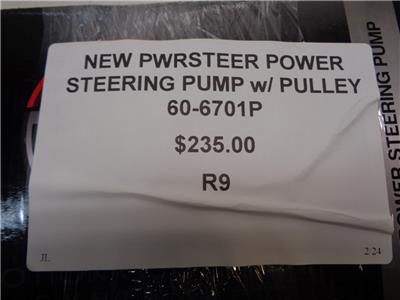 NEW PWRSTEER POWER
STEERING PUMP w/ PULLEY
60-6701P
$235.00
R9
JL
2/24
POWER STEERING PUMP